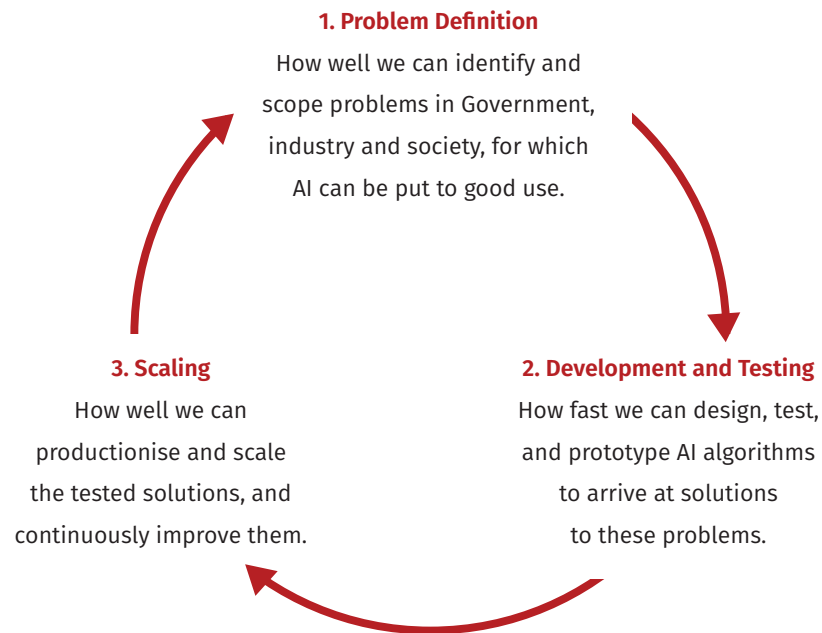 1. Problem Definition
How well we can identify and
scope problems in Government,
industry and society, for which
AI can be put to good use.
2. Development and Testing
How fast we can design, test,
and prototype AI algorithms
to arrive at solutions
to these problems.
3. Scaling
How well we can
productionise and scale
the tested solutions, and
continuously improve them.